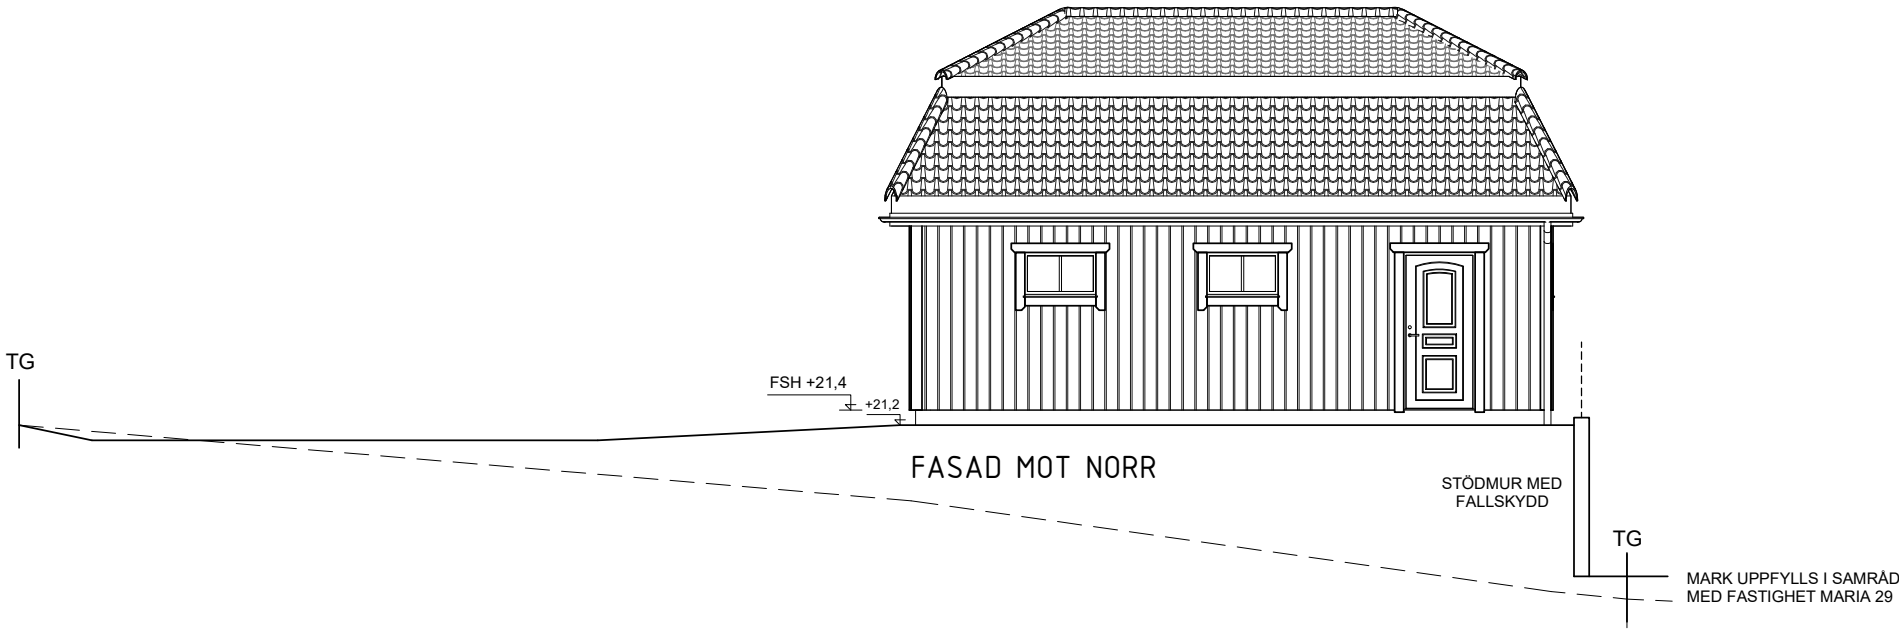 TG
FSH +21,4
+21,2
FASAD MOT NORR
STÖDMUR MED
FALLSKYDD
TG
MARK UPPFYLLS I SAMRÅD
MED FASTIGHET MARIA 29